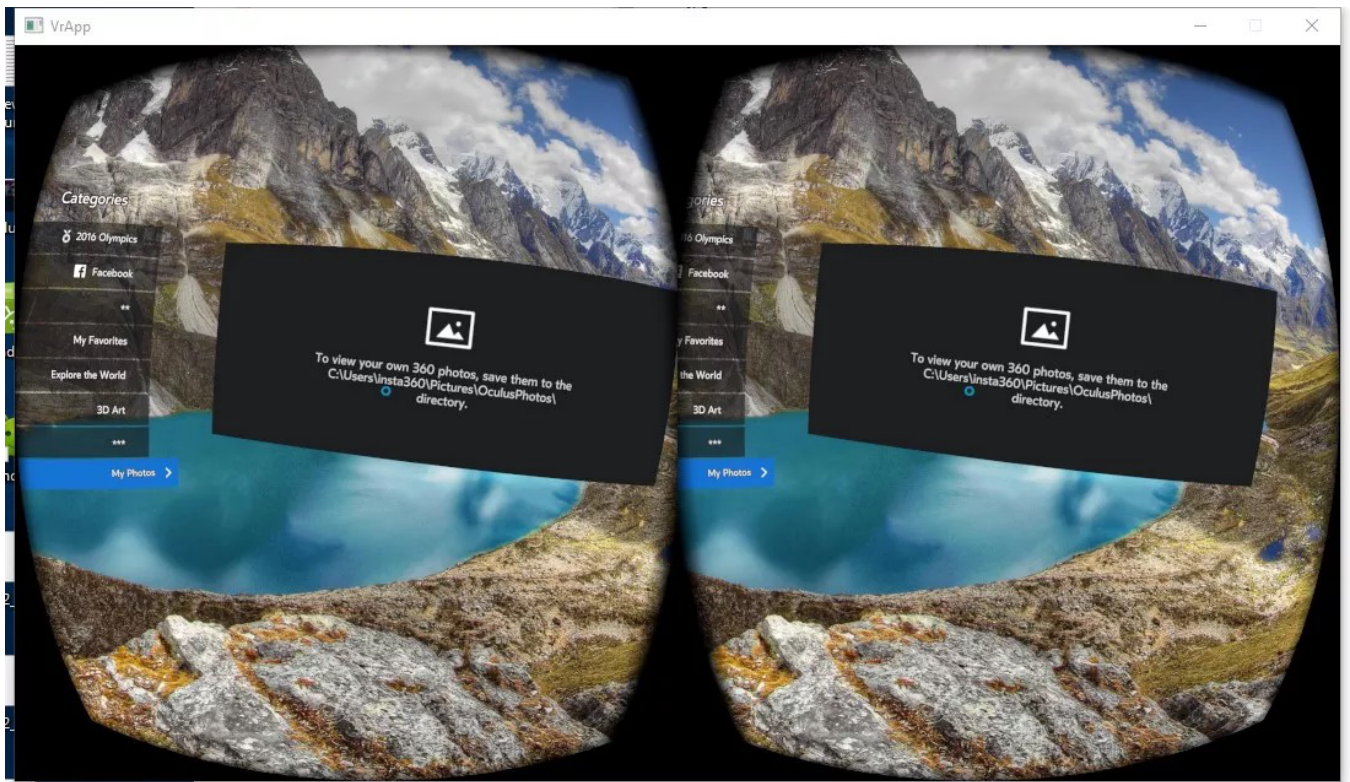 VrApp
Categories
2016 Olympics
Facebook
**
My Favorites
Explore the World
3D Art
***
My Photos
To view your own 360 photos, save them to the
C:\Users\insta360\Pictures\OculusPhotos\
directory.
gories
16 Olympics
Facebook
**
y Favorites
the World
3D Art
***
My Photos
To view your own 360 photos, save them to the
C:\Users\insta360\Pictures\OculusPhotos\
directory.